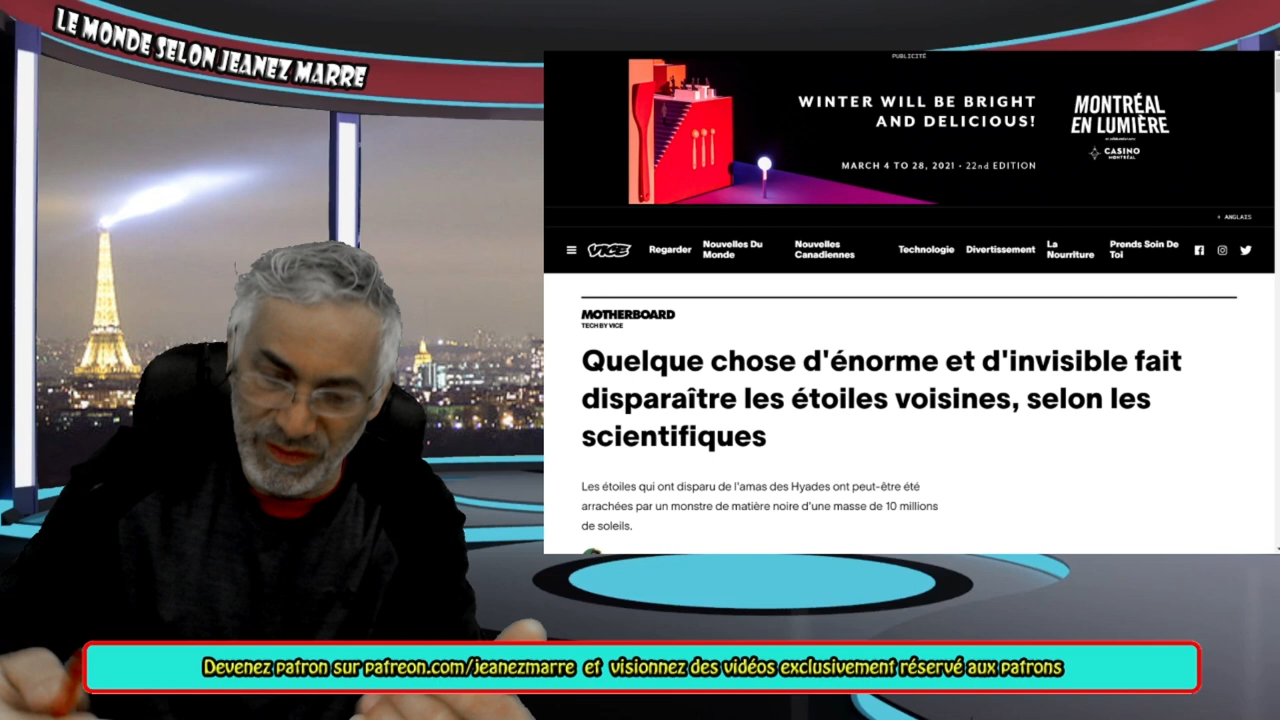 LE MONDE SELON JEANEZ MARRE
PUBLICITÉ
WINTER WILL BE BRIGHT
AND DELICIOUS!
MARCH 4 TO 28, 2021 • 22nd EDITION
MONTRÉAL
EN LUMIÈRE
CASINO
MONTRÉAL
+ ANGLAIS
VICE
Regarder
Nouvelles Du
Monde
Nouvelles
Canadiennes
Technologie
Divertissement
La
Nourriture
Prends Soin De
Toi
MOTHERBOARD
TECH BY VICE
Quelque chose d'énorme et d'invisible fait
disparaître les étoiles voisines, selon les
scientifiques
Les étoiles qui ont disparu de l'amas des Hyades ont peut-être été
arrachées par un monstre de matière noire d'une masse de 10 millions
de soleils.
Devenez patron sur patreon.com/jeanezmarre et visionnez des vidéos exclusivement réservé aux patrons